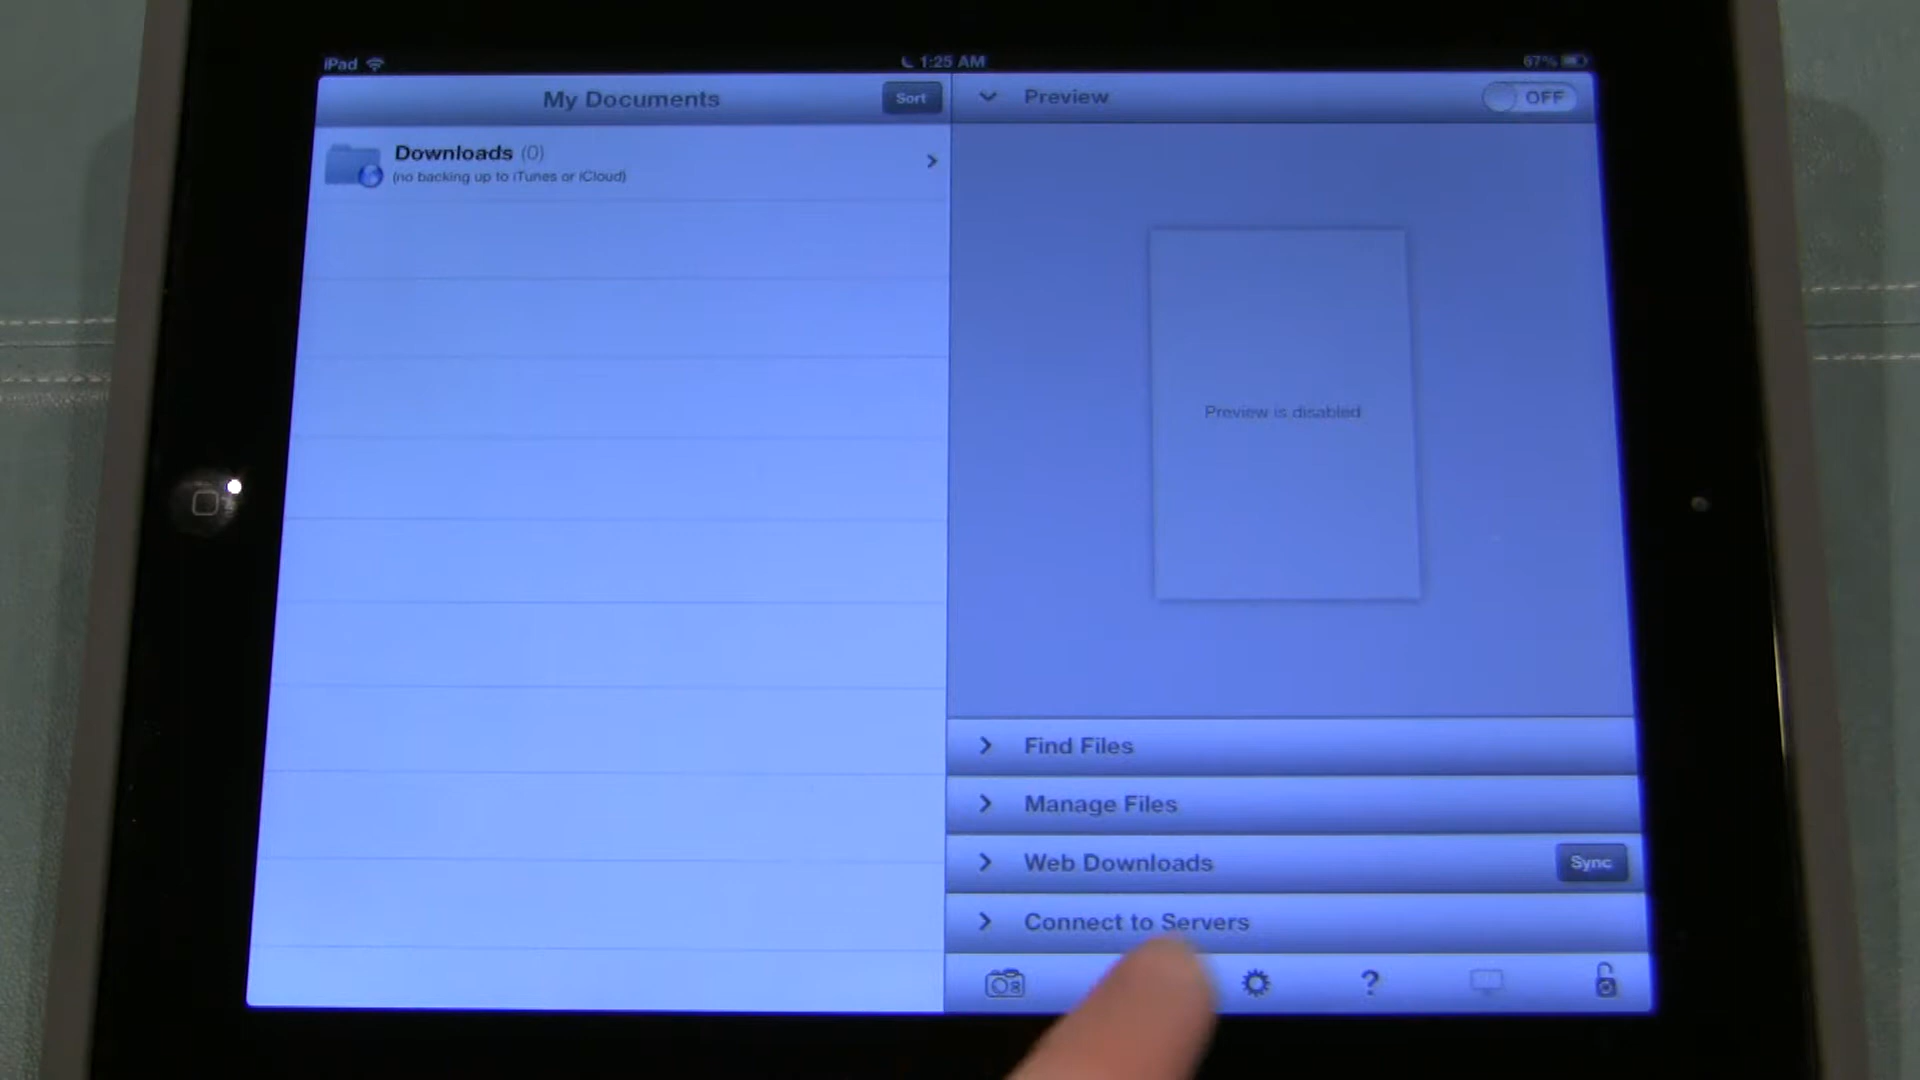 iPad
1:25 AM
67%
My Documents
Sort
Preview
OFF
Downloads (0)
(no backing up to iTunes or iCloud)
Preview is disabled
Find Files
Manage Files
Web Downloads
Sync
Connect to Servers
?